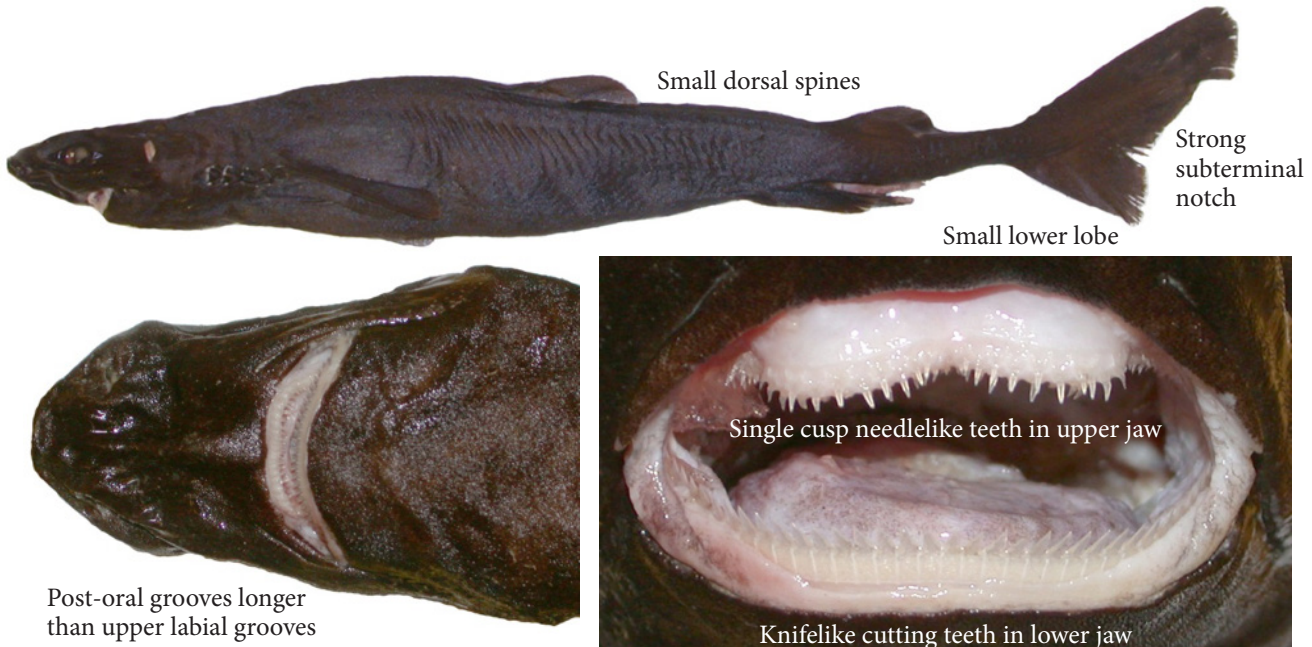 Small dorsal spines
Strong
subterminal
notch
Small lower lobe
Single cusp needlelike teeth in upper jaw
Post-oral grooves longer
than upper labial grooves
Knifelike cutting teeth in lower jaw